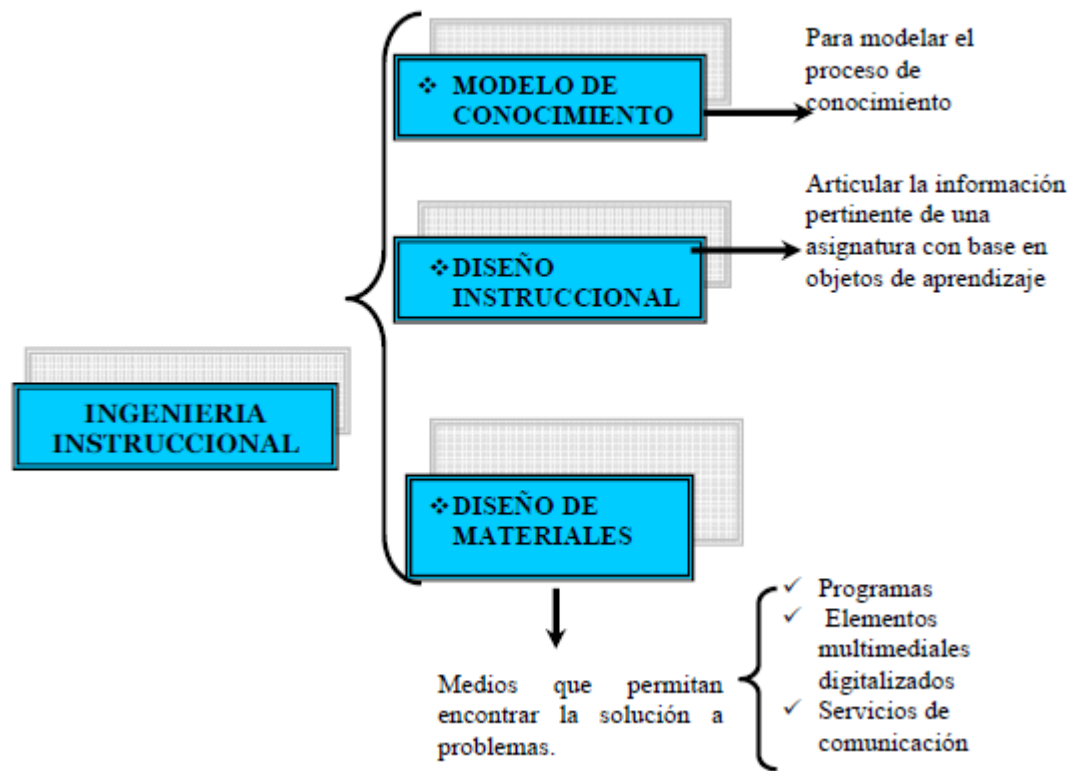 Para modelar el
proceso de
conocimiento
❖ MODELO DE
CONOCIMIENTO
Articular la información
pertinente de una
asignatura con base en
objetos de aprendizaje
❖ DISEÑO
INSTRUCCIONAL
INGENIERIA
INSTRUCCIONAL
❖ DISEÑO DE
MATERIALES
Medios que permitan
encontrar la solución a
problemas.
✓ Programas
✓ Elementos
multimediales
digitalizados
✓ Servicios de
comunicación